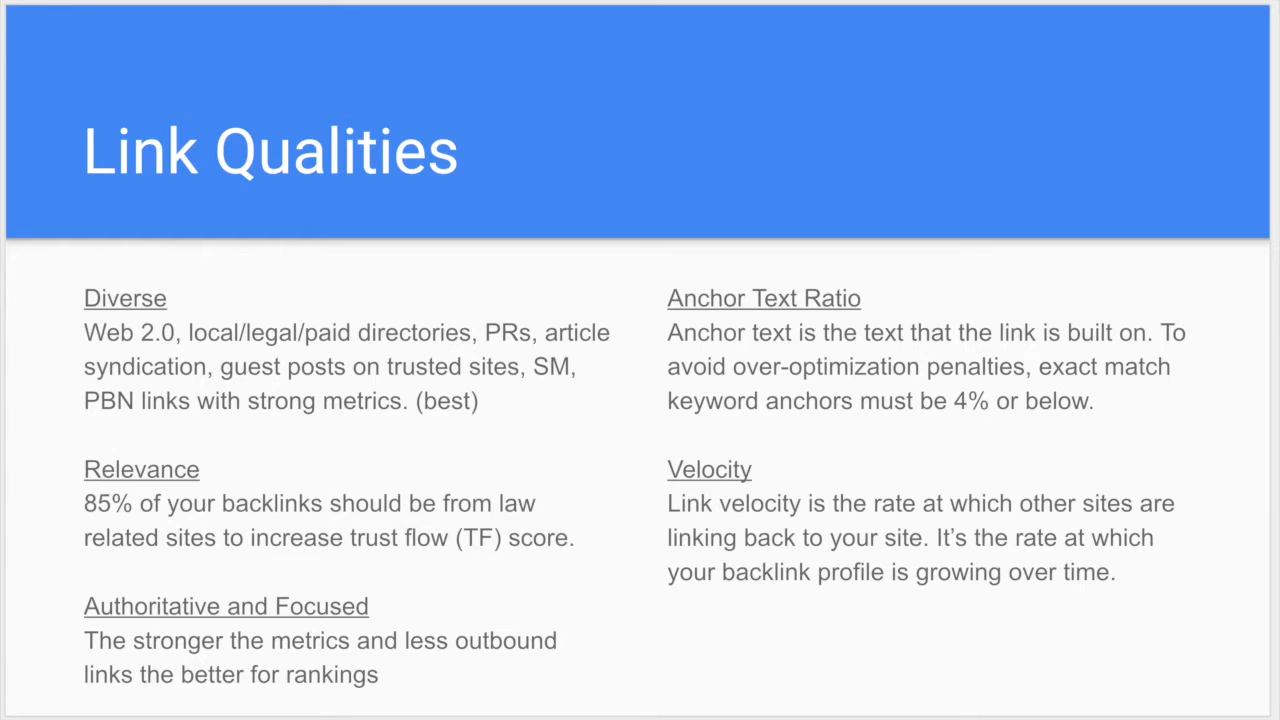 Link Qualities
Diverse
Web 2.0, local/legal/paid directories, PRs, article
syndication, guest posts on trusted sites, SM,
PBN links with strong metrics. (best)
Relevance
85% of your backlinks should be from law
related sites to increase trust flow (TF) score.
Authoritative and Focused
The stronger the metrics and less outbound
links the better for rankings
Anchor Text Ratio
Anchor text is the text that the link is built on. To
avoid over-optimization penalties, exact match
keyword anchors must be 4% or below.
Velocity
Link velocity is the rate at which other sites are
linking back to your site. It’s the rate at which
your backlink profile is growing over time.